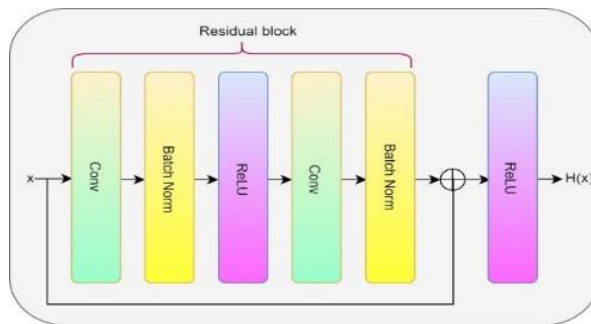 Residual block
x
Conv
Batch Norm
ReLU
Conv
Batch Norm
ReLU
H(x)